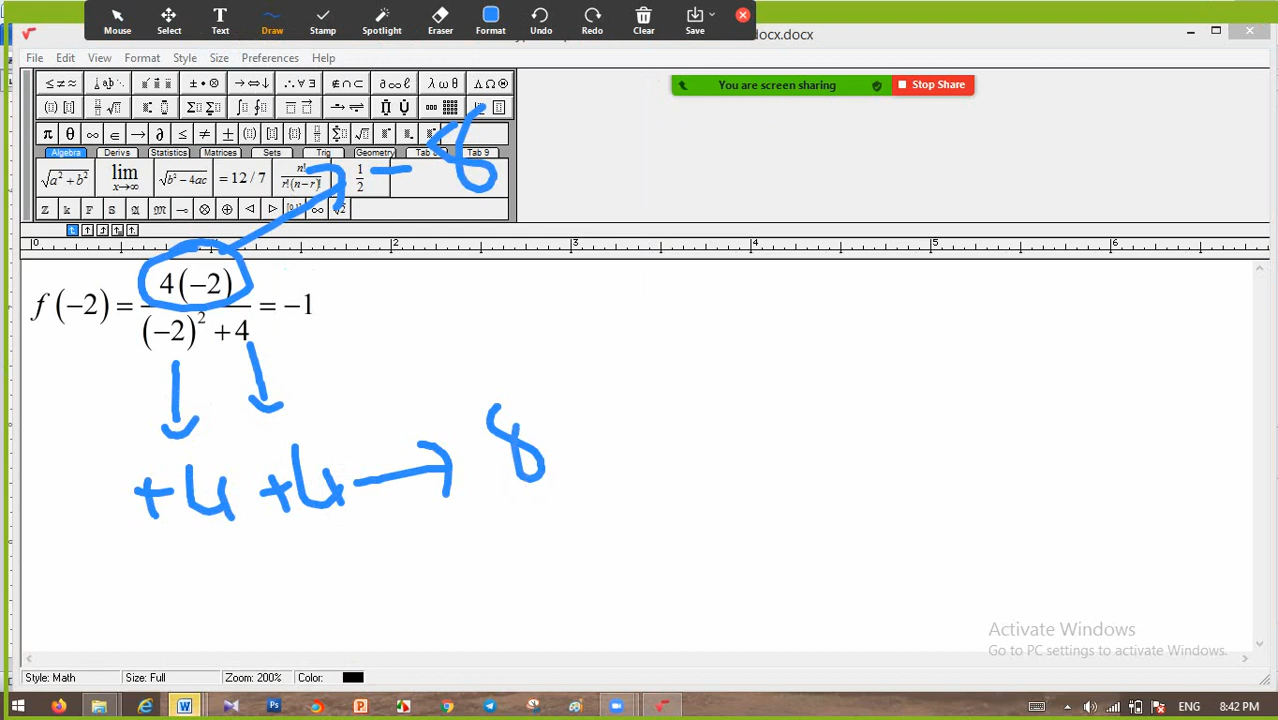 Mouse Select Text Draw Stamp Spotlight Eraser Format Undo Redo Clear Save
docx.docx
File Edit View Format Style Size Preferences Help
You are screen sharing Stop Share
Algebra Derivs Statistics Matrices Sets Trig Geometry Tab 9
√(a² + b²) lim x→∞ √(b² − 4ac) = 12 / 7 n! / r!(n−r)! 1/2
− 8
0 2 3 4 5 6
f(−2) = 4(−2) / ((−2)² + 4) = −1
+4 +4 → 8
Activate Windows
Go to PC settings to activate Windows.
Style: Math Size: Full Zoom: 200% Color:
ENG 8:42 PM